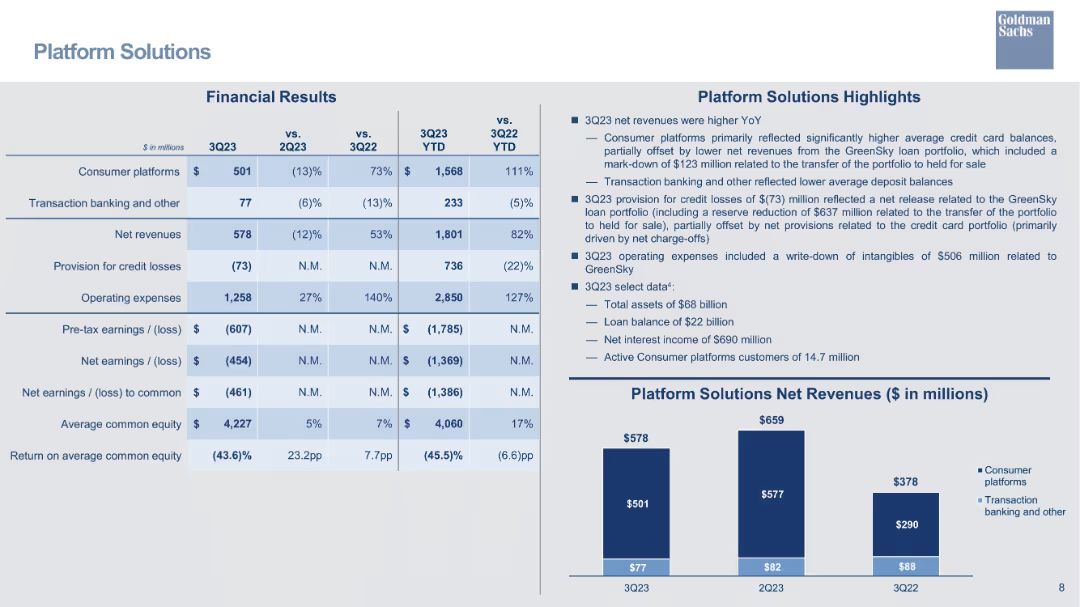 Goldman
Sachs
Platform Solutions
Financial Results
$ in millions 3Q23 vs. 2Q23 vs. 3Q22 3Q23 YTD vs. 3Q22 YTD
Consumer platforms $ 501 (13)% 73% $ 1,568 111%
Transaction banking and other 77 (6)% (13)% 233 (5)%
Net revenues 578 (12)% 53% 1,801 82%
Provision for credit losses (73) N.M. N.M. 736 (22)%
Operating expenses 1,258 27% 140% 2,850 127%
Pre-tax earnings / (loss) $ (607) N.M. N.M. $ (1,785) N.M.
Net earnings / (loss) $ (454) N.M. N.M. $ (1,369) N.M.
Net earnings / (loss) to common $ (461) N.M. N.M. $ (1,386) N.M.
Average common equity $ 4,227 5% 7% $ 4,060 17%
Return on average common equity (43.6)% 23.2pp 7.7pp (45.5)% (6.6)pp
Platform Solutions Highlights
■ 3Q23 net revenues were higher YoY
— Consumer platforms primarily reflected significantly higher average credit card balances,
partially offset by lower net revenues from the GreenSky loan portfolio, which included a
mark-down of $123 million related to the transfer of the portfolio to held for sale
— Transaction banking and other reflected lower average deposit balances
■ 3Q23 provision for credit losses of $(73) million reflected a net release related to the GreenSky
loan portfolio (including a reserve reduction of $637 million related to the transfer of the portfolio
to held for sale), partially offset by net provisions related to the credit card portfolio (primarily
driven by net charge-offs)
■ 3Q23 operating expenses included a write-down of intangibles of $506 million related to
GreenSky
■ 3Q23 select data⁴:
— Total assets of $68 billion
— Loan balance of $22 billion
— Net interest income of $690 million
— Active Consumer platforms customers of 14.7 million
Platform Solutions Net Revenues ($ in millions)
$578 $659 $378
$501 $577 $290
$77 $82 $88
3Q23 2Q23 3Q22
Consumer
platforms
Transaction
banking and other
8